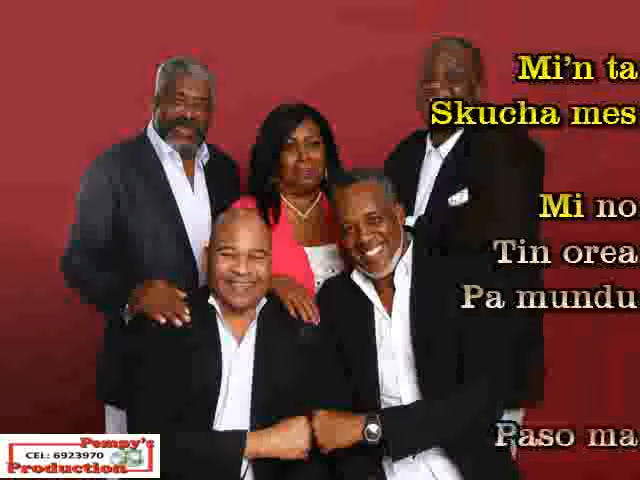 Mi'n ta
Skucha mes
Mi no
Tin orea
Pa mundu
Paso ma
Pempy's
CEL: 6923970
Production